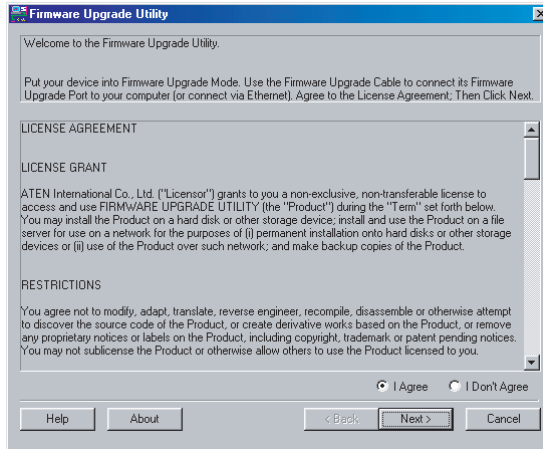 Firmware Upgrade Utility
Welcome to the Firmware Upgrade Utility.
Put your device into Firmware Upgrade Mode. Use the Firmware Upgrade Cable to connect its Firmware
Upgrade Port to your computer (or connect via Ethernet). Agree to the License Agreement; Then Click Next.
LICENSE AGREEMENT
LICENSE GRANT
ATEN International Co., Ltd. ("Licensor") grants to you a non-exclusive, non-transferable license to
access and use FIRMWARE UPGRADE UTILITY (the "Product") during the "Term" set forth below.
You may install the Product on a hard disk or other storage device; install and use the Product on a file
server for use on a network for the purposes of (i) permanent installation onto hard disks or other storage
devices or (ii) use of the Product over such network; and make backup copies of the Product.
RESTRICTIONS
You agree not to modify, adapt, translate, reverse engineer, recompile, disassemble or otherwise attempt
to discover the source code of the Product, or create derivative works based on the Product, or remove
any proprietary notices or labels on the Product, including copyright, trademark or patent pending notices.
You may not sublicense the Product or otherwise allow others to use the Product licensed to you.
I Agree I Don't Agree
Help About < Back Next > Cancel